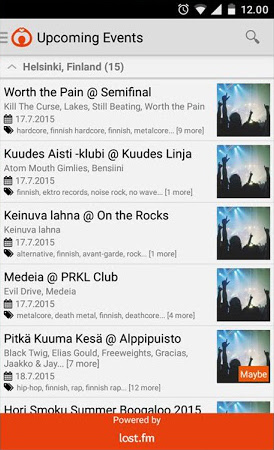 12.00
Upcoming Events
Helsinki, Finland (15)
Worth the Pain @ Semifinal
Kill The Curse, Lakes, Still Beating, Worth the Pain
17.7.2015
hardcore, finnish hardcore, finnish, metalcore... [9 more]
Kuudes Aisti -klubi @ Kuudes Linja
Atom Mouth Gimlies, Bensiini
17.7.2015
finnish, ektro records, noise rock, no wave... [1 more]
Keinuva lahna @ On the Rocks
Keinuva lahna
17.7.2015
alternative, finnish, avant-garde, rock... [1 more]
Medeia @ PRKL Club
Evil Drive, Medeia
17.7.2015
metalcore, death metal, finnish, deathcore... [4 more]
Pitkä Kuuma Kesä @ Alppipuisto
Black Twig, Elias Gould, Freeweights, Gracias,
Jaakko & Jay... [7 more]
18.7.2015
hip-hop, finnish, rap, finnish rap... [12 more]
Maybe
Hori Smoku Summer Boogaloo 2015
Powered by
lost.fm